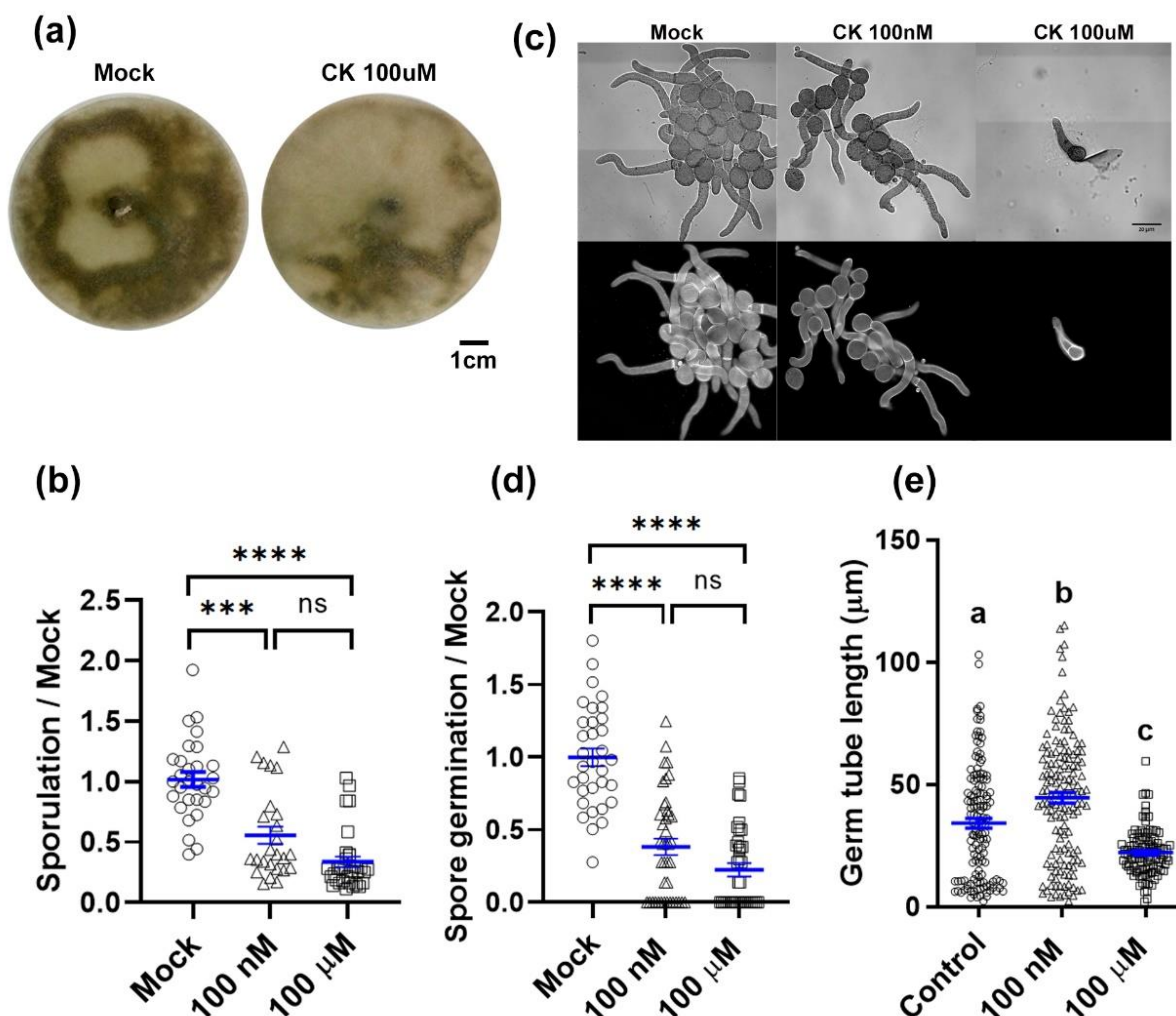 (a)
Mock CK 100uM
1cm
(c)
Mock CK 100nM CK 100uM
20 µm
(b)
Sporulation / Mock
2.5
2.0
1.5
1.0
0.5
0.0
****
*** ns
Mock 100 nM 100 µM
(d)
Spore germination / Mock
2.0
1.5
1.0
0.5
0.0
****
**** ns
Mock 100 nM 100 µM
(e)
Germ tube length (µm)
150
100
50
0
a b c
Control 100 nM 100 µM